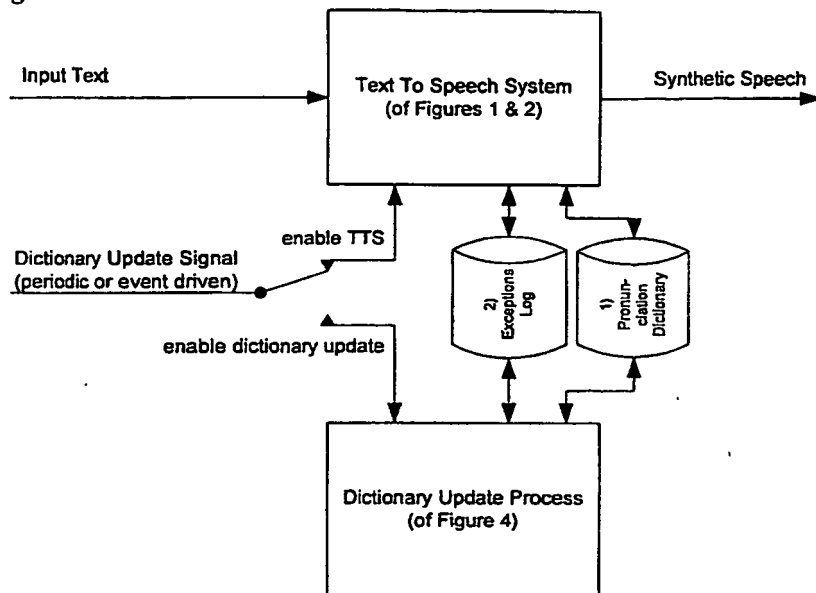 Input Text
Text To Speech System
(of Figures 1 & 2)
Synthetic Speech
enable TTS
Dictionary Update Signal
(periodic or event driven)
enable dictionary update
2)
Exceptions
Log
1)
Pronun-
ciation
Dictionary
Dictionary Update Process
(of Figure 4)